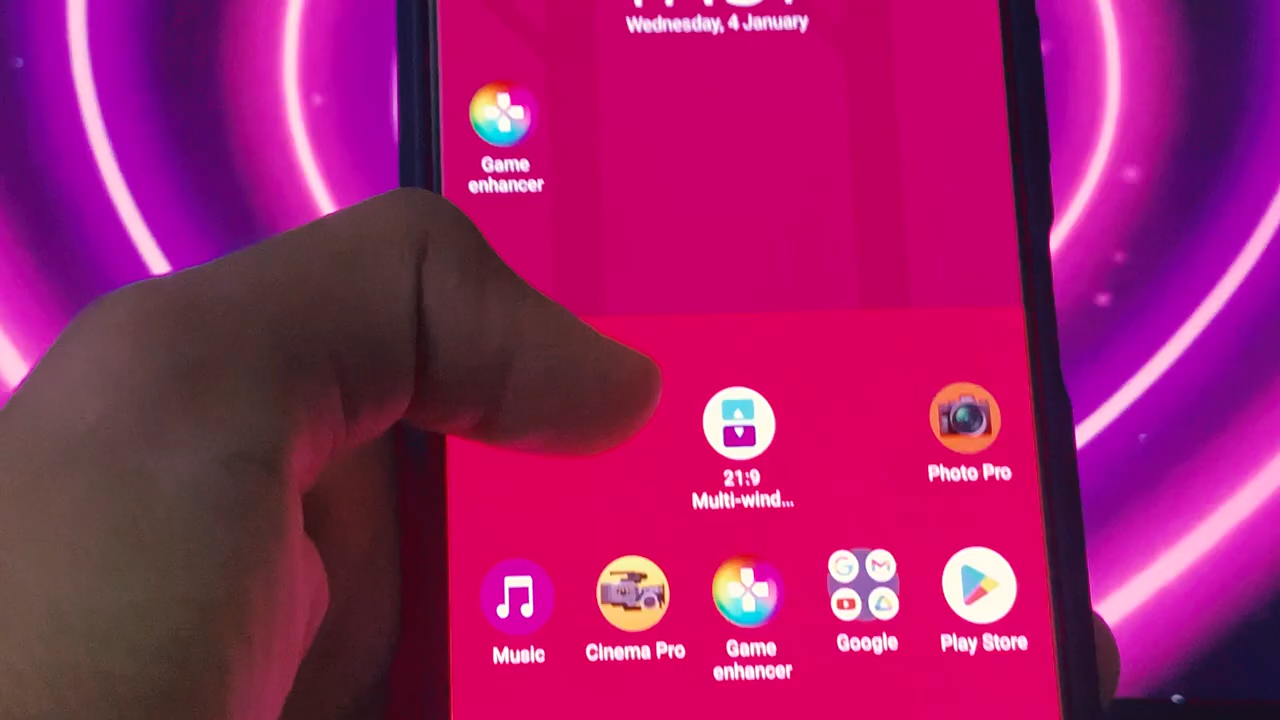 Wednesday, 4 January
Game
enhancer
21:9
Multi-wind...
Photo Pro
Music
Cinema Pro
Game
enhancer
Google
Play Store